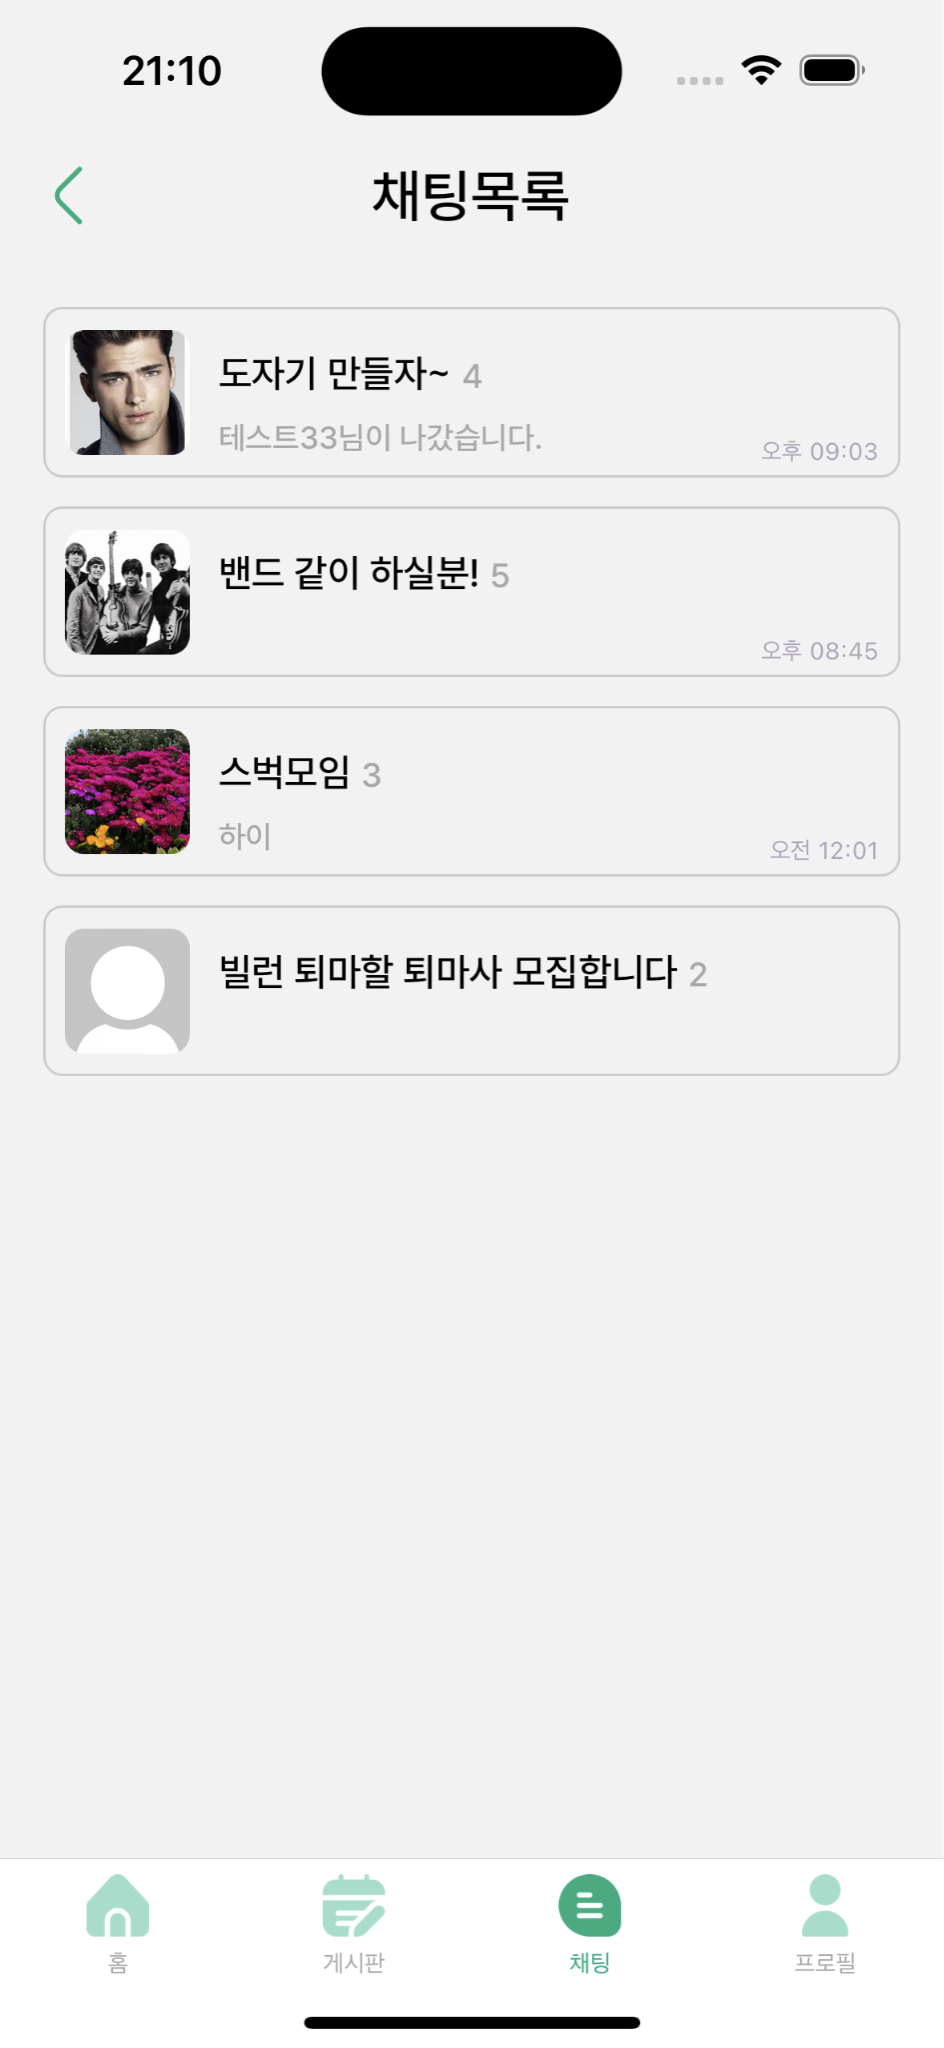 21:10
채팅목록
도자기 만들자~ 4
테스트33님이 나갔습니다.
오후 09:03
밴드 같이 하실분! 5
오후 08:45
스벅모임 3
하이
오전 12:01
빌런 퇴마할 퇴마사 모집합니다 2
홈
게시판
채팅
프로필